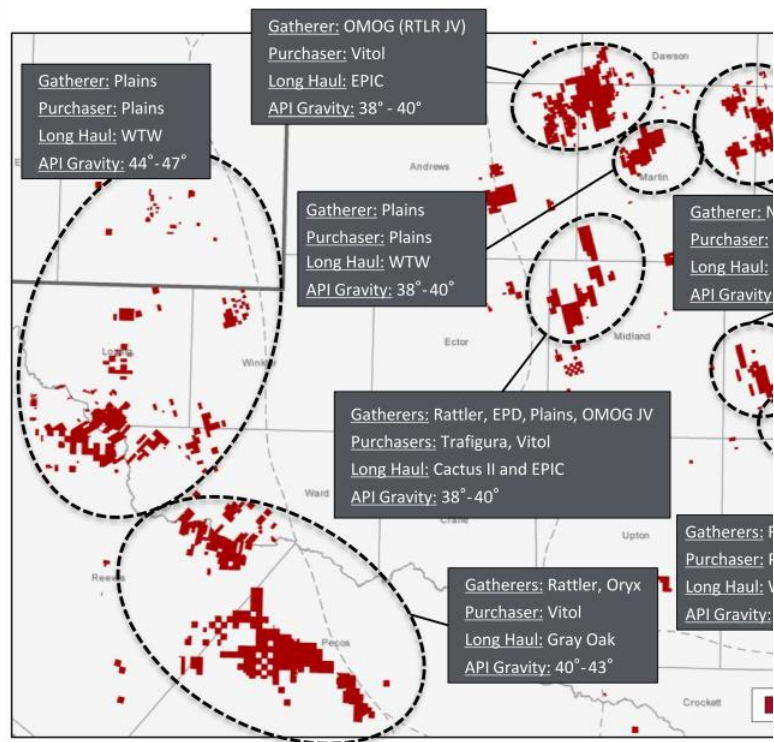 Gatherer: OMOG (RTLR JV)
Purchaser: Vitol
Long Haul: EPIC
API Gravity: 38° - 40°
Dawson
Gatherer: Plains
Purchaser: Plains
Long Haul: WTW
API Gravity: 44°-47°
Andrews
Martin
Gatherer: Plains
Purchaser: Plains
Long Haul: WTW
API Gravity: 38°-40°
Gatherer:
Purchaser:
Long Haul:
API Gravity
Loving
Winkler
Ector
Midland
Gatherers: Rattler, EPD, Plains, OMOG JV
Purchasers: Trafigura, Vitol
Long Haul: Cactus II and EPIC
API Gravity: 38°-40°
Ward
Crane
Upton
Gatherers:
Purchaser:
Long Haul:
API Gravity:
Reeves
Gatherers: Rattler, Oryx
Purchaser: Vitol
Long Haul: Gray Oak
API Gravity: 40°-43°
Pecos
Crockett